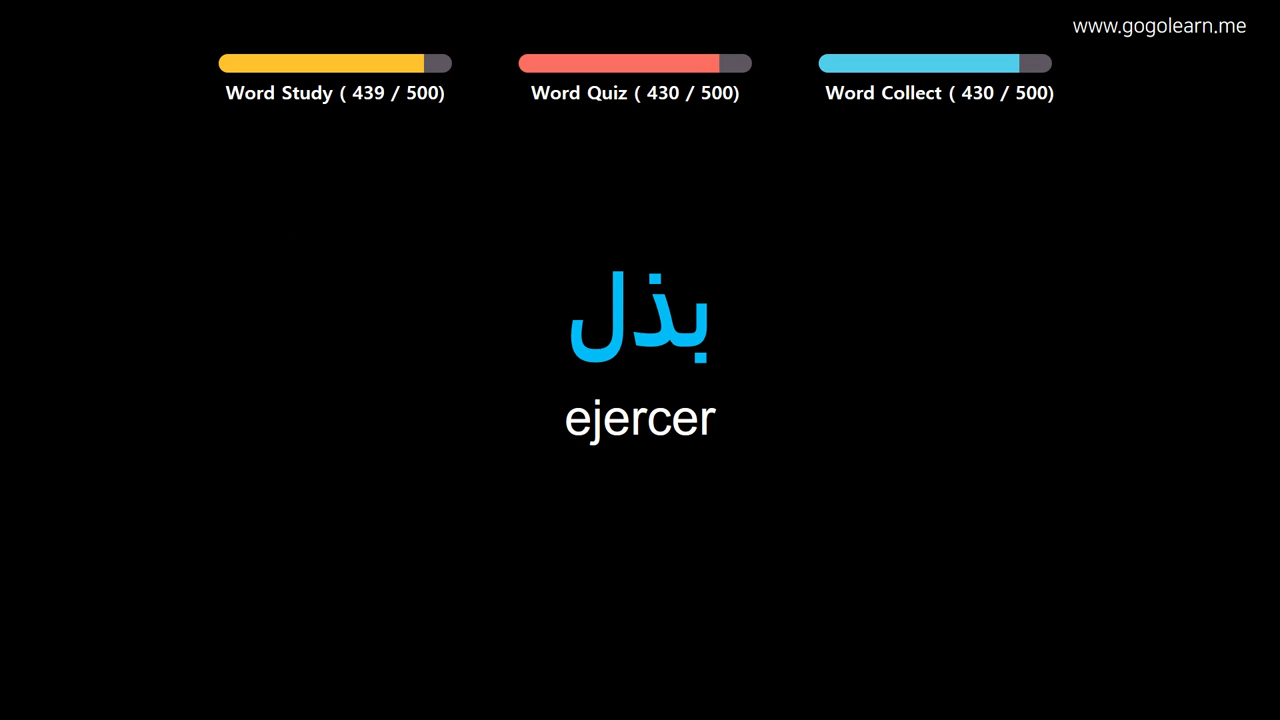 www.gogolearn.me
Word Study ( 439 / 500)
Word Quiz ( 430 / 500)
Word Collect ( 430 / 500)
بذل
ejercer